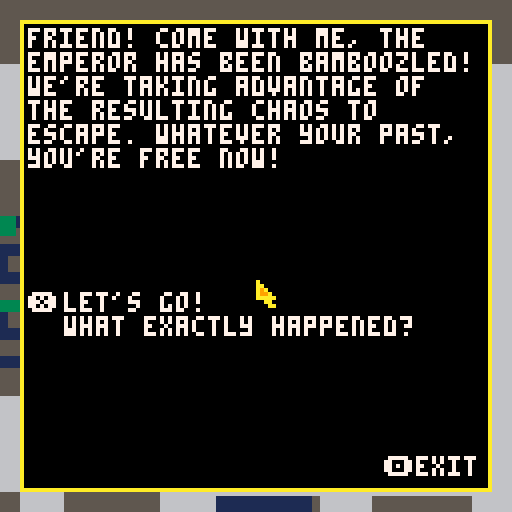 FRIEND! COME WITH ME, THE
EMPEROR HAS BEEN BAMBOOZLED!
WE'RE TAKING ADVANTAGE OF
THE RESULTING CHAOS TO
ESCAPE. WHATEVER YOUR PAST,
YOU'RE FREE NOW!
LET'S GO!
WHAT EXACTLY HAPPENED?
EXIT